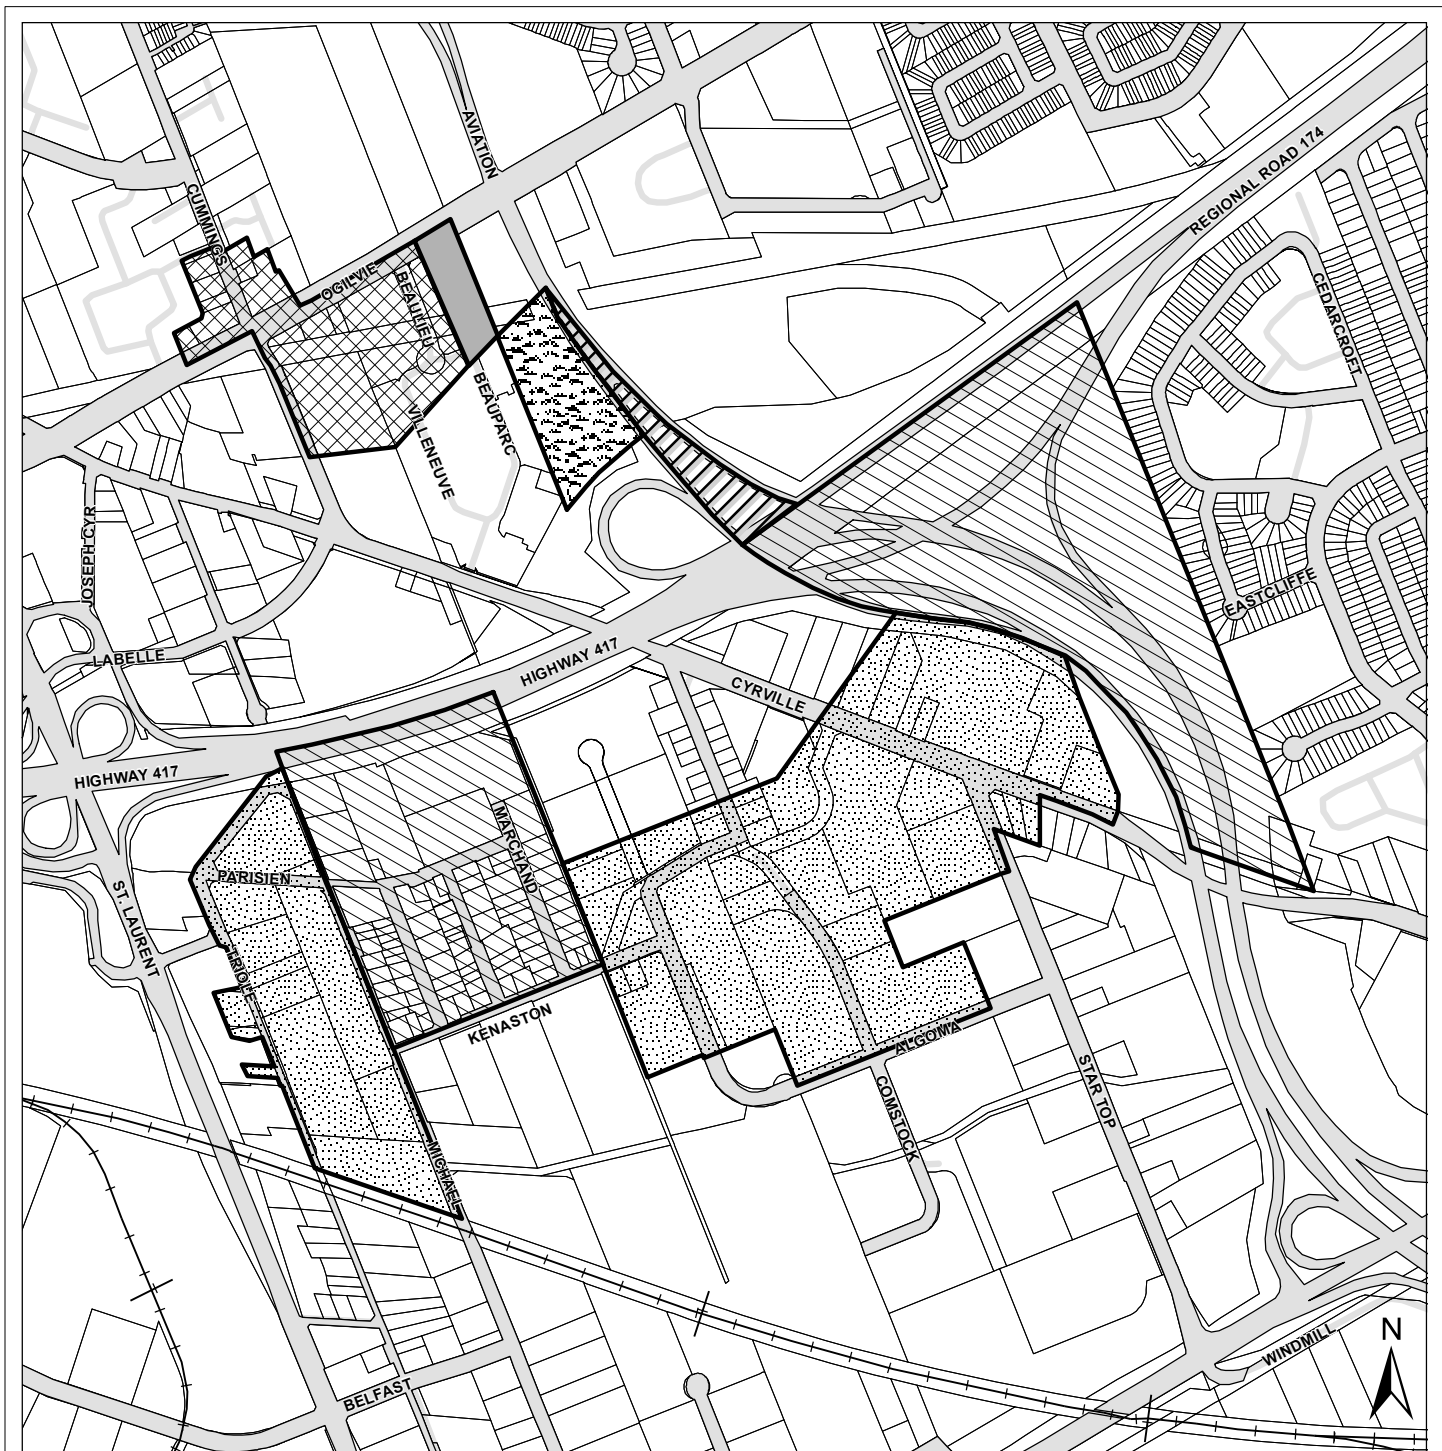 AVIATION
REGIONAL ROAD 174
CUMMINGS
OGILVIE
BEAULIEU
CEDARCROFT
BEAUPARC
VILLENEUVE
JOSEPH CYR
EASTCLIFFE
LABELLE
HIGHWAY 417
CYRVILLE
HIGHWAY 417
MARCHAND
PARISIEN
ST. LAURENT
TRIOLE
KENASTON
ALGOMA
STAR TOP
COMSTOCK
MICHAEL
N
WINDMILL
BELFAST